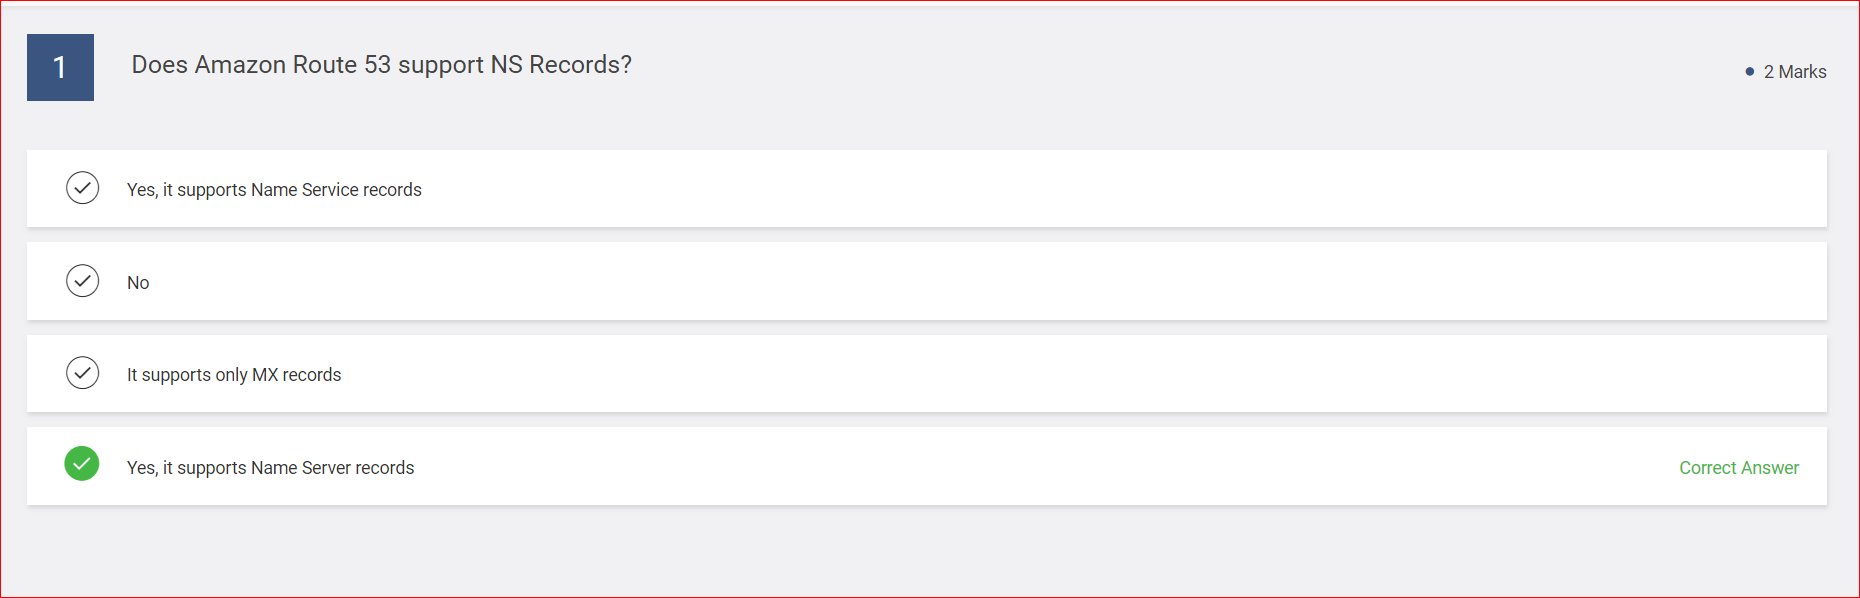 1
Does Amazon Route 53 support NS Records?
2 Marks
Yes, it supports Name Service records
No
It supports only MX records
Yes, it supports Name Server records
Correct Answer